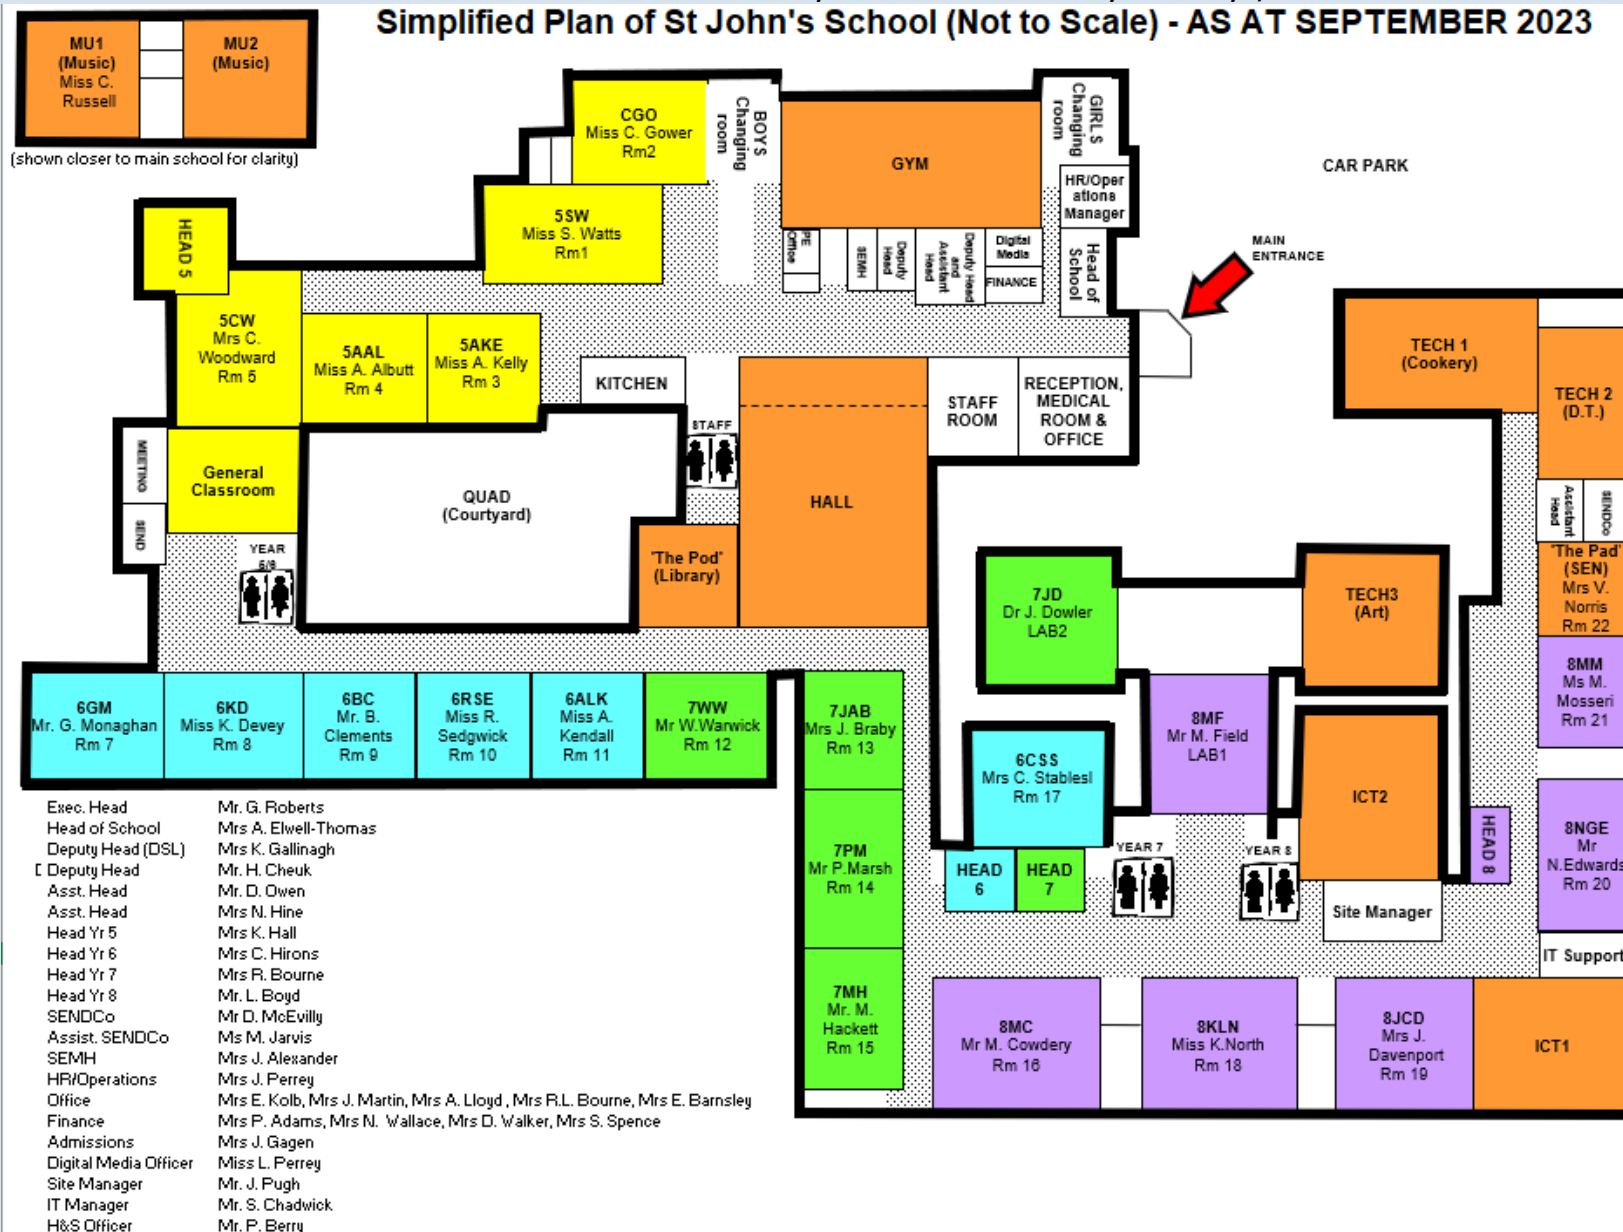 Simplified Plan of St John's School (Not to Scale) - AS AT SEPTEMBER 2023
MU1
(Music)
Miss C.
Russell
MU2
(Music)
(shown closer to main school for clarity)
CGO
Miss C. Gower
Rm2
BOYS
Changing
room
GYM
GIRLS
Changing
room
CAR PARK
HR/Oper
ations
Manager
5SW
Miss S. Watts
Rm1
HEAD 5
PE
Office
SEMH
Deputy
Head
Deputy Head
and
Assistant
Head
Digital
Media
FINANCE
Head of
School
MAIN
ENTRANCE
5CW
Mrs C.
Woodward
Rm 5
5AAL
Miss A. Albutt
Rm 4
5AKE
Miss A. Kelly
Rm 3
KITCHEN
STAFF
ROOM
RECEPTION,
MEDICAL
ROOM &
OFFICE
TECH 1
(Cookery)
TECH 2
(D.T.)
STAFF
MEETING
SEND
General
Classroom
QUAD
(Courtyard)
HALL
Assistant
Head
SENDCo
YEAR
5/6
'The Pod'
(Library)
7JD
Dr J. Dowler
LAB2
TECH3
(Art)
'The Pad'
(SEN)
Mrs V.
Norris
Rm 22
8MM
Ms M.
Mosseri
Rm 21
6GM
Mr. G. Monaghan
Rm 7
6KD
Miss K. Devey
Rm 8
6BC
Mr. B.
Clements
Rm 9
6RSE
Miss R.
Sedgwick
Rm 10
6ALK
Miss A.
Kendall
Rm 11
7WW
Mr W.Warwick
Rm 12
7JAB
Mrs J. Braby
Rm 13
8MF
Mr M. Field
LAB1
6CSS
Mrs C. Stablesl
Rm 17
ICT2
HEAD 8
8NGE
Mr
N.Edwards
Rm 20
7PM
Mr P.Marsh
Rm 14
HEAD
6
HEAD
7
YEAR 7
YEAR 8
Site Manager
IT Support
7MH
Mr. M.
Hackett
Rm 15
8MC
Mr M. Cowdery
Rm 16
8KLN
Miss K.North
Rm 18
8JCD
Mrs J.
Davenport
Rm 19
ICT1
Exec. Head Mr. G. Roberts
Head of School Mrs A. Elwell-Thomas
Deputy Head (DSL) Mrs K. Gallinagh
Deputy Head Mr. H. Cheuk
Asst. Head Mr. D. Owen
Asst. Head Mrs N. Hine
Head Yr 5 Mrs K. Hall
Head Yr 6 Mrs C. Hirons
Head Yr 7 Mrs R. Bourne
Head Yr 8 Mr. L. Boyd
SENDCo Mr D. McEvilly
Assist. SENDCo Ms M. Jarvis
SEMH Mrs J. Alexander
HR/Operations Mrs J. Perrey
Office Mrs E. Kolb, Mrs J. Martin, Mrs A. Lloyd , Mrs R.L. Bourne, Mrs E. Barnsley
Finance Mrs P. Adams, Mrs N. Wallace, Mrs D. Walker, Mrs S. Spence
Admissions Mrs J. Gagen
Digital Media Officer Miss L. Perrey
Site Manager Mr. J. Pugh
IT Manager Mr. S. Chadwick
H&S Officer Mr. P. Berry